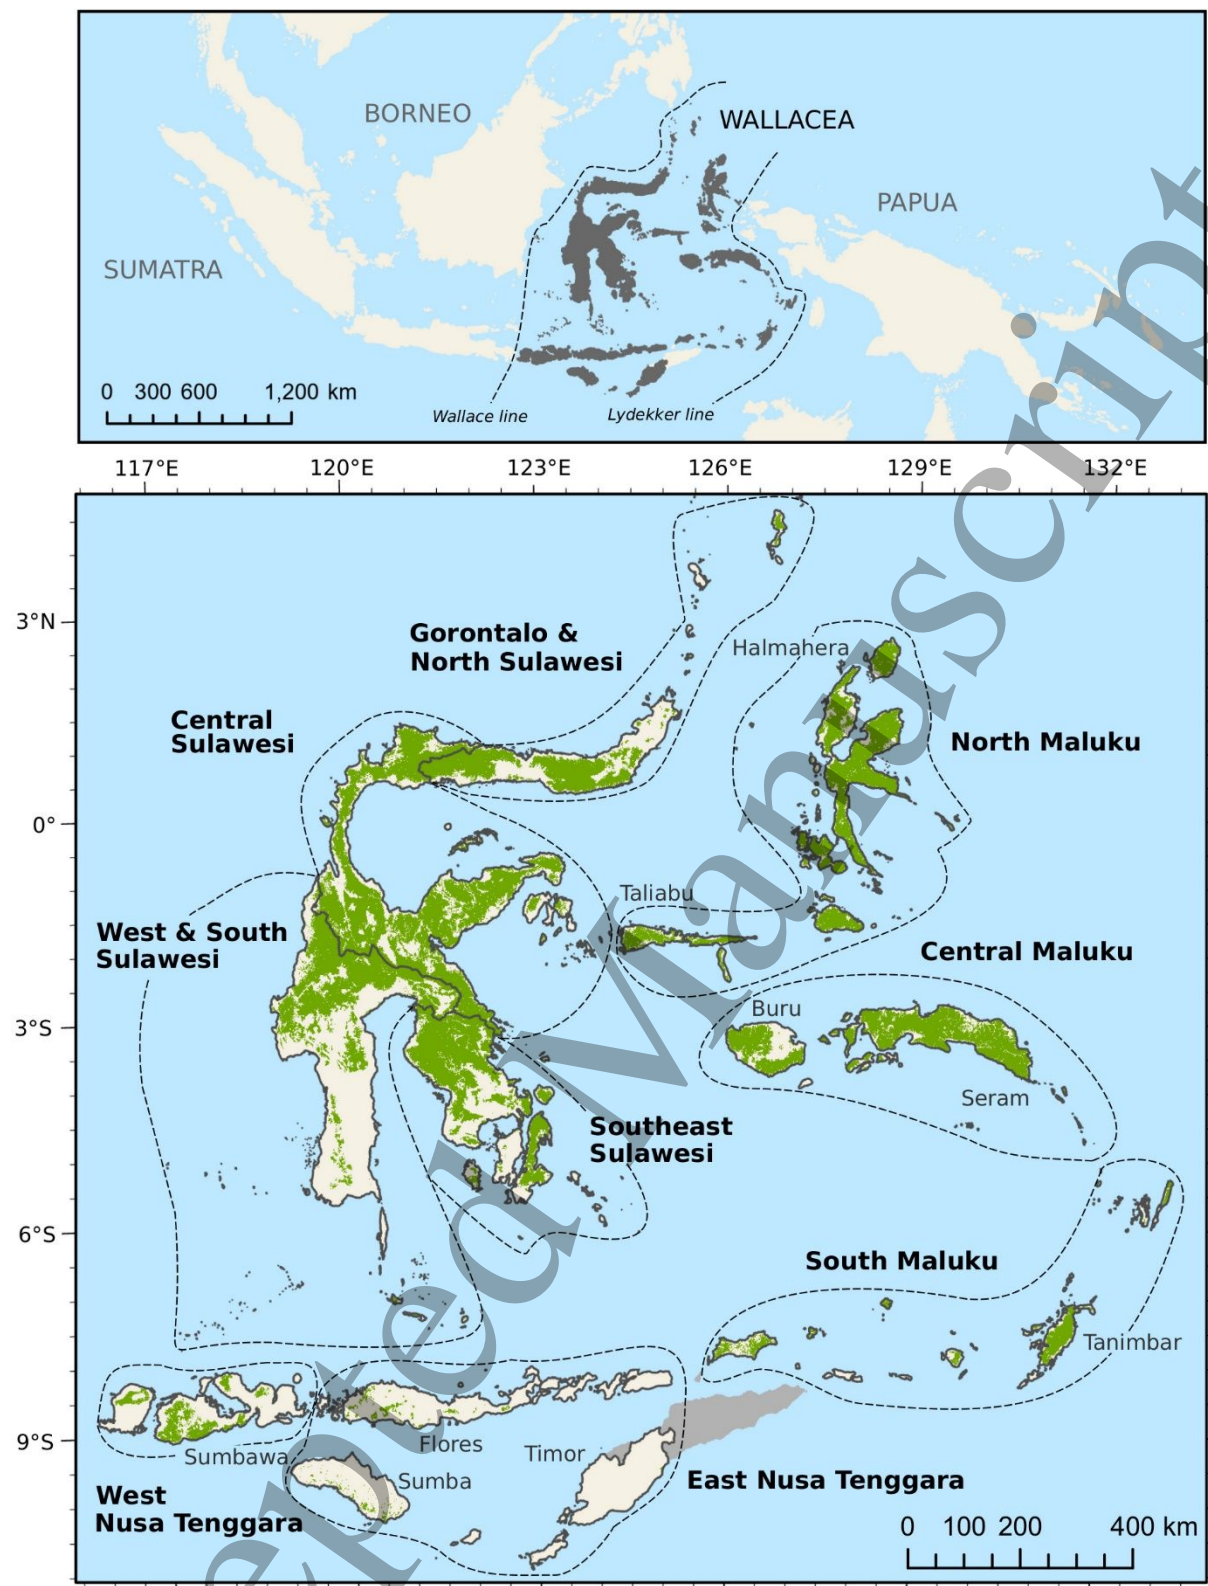 BORNEO
WALLACEA
PAPUA
SUMATRA
0 300 600 1,200 km
Wallace line
Lydekker line
117°E 120°E 123°E 126°E 129°E 132°E
3°N
0°
3°S
6°S
9°S
Gorontalo &
North Sulawesi
Halmahera
Central
Sulawesi
North Maluku
Taliabu
West & South
Sulawesi
Central Maluku
Buru
Seram
Southeast
Sulawesi
South Maluku
Tanimbar
Sumbawa
Flores
Timor
Sumba
East Nusa Tenggara
West
Nusa Tenggara
0 100 200 400 km
epted Manuscript